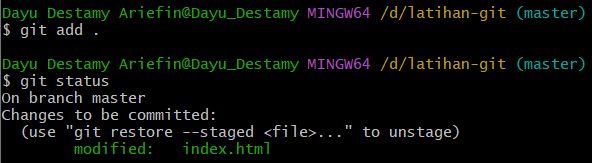 Dayu Destamy Ariefin@Dayu_Destamy MINGW64 /d/latihan-git (master)
$ git add .
Dayu Destamy Ariefin@Dayu_Destamy MINGW64 /d/latihan-git (master)
$ git status
On branch master
Changes to be committed:
  (use "git restore --staged <file>..." to unstage)
        modified:   index.html